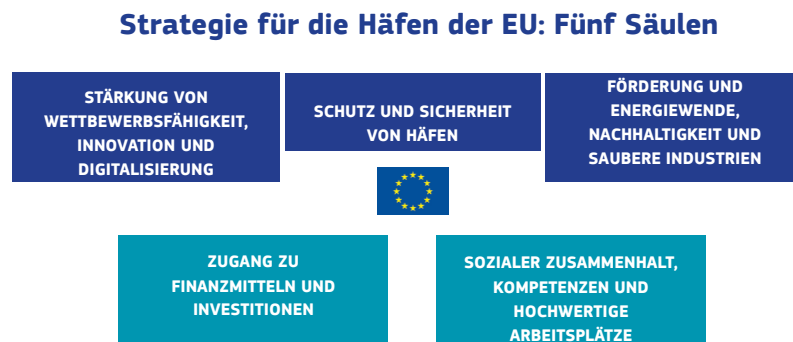 Strategie für die Häfen der EU: Fünf Säulen
STÄRKUNG VON
WETTBEWERBSFÄHIGKEIT,
INNOVATION UND
DIGITALISIERUNG
SCHUTZ UND SICHERHEIT
VON HÄFEN
FÖRDERUNG UND
ENERGIEWENDE,
NACHHALTIGKEIT UND
SAUBERE INDUSTRIEN
ZUGANG ZU
FINANZMITTELN UND
INVESTITIONEN
SOZIALER ZUSAMMENHALT,
KOMPETENZEN UND
HOCHWERTIGE
ARBEITSPLÄTZE